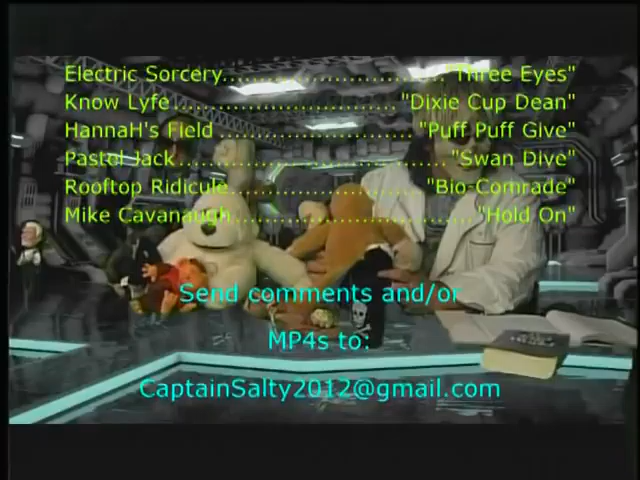 Electric Sorcery............................."Three Eyes"
Know Lyfe............................. "Dixie Cup Dean"
HannaH's Field ........................ "Puff Puff Give"
Pastel Jack..................................."Swan Dive"
Rooftop Ridicule........................."Bio-Comrade"
Mike Cavanaugh..............................."Hold On"
Send comments and/or
MP4s to:
CaptainSalty2012@gmail.com